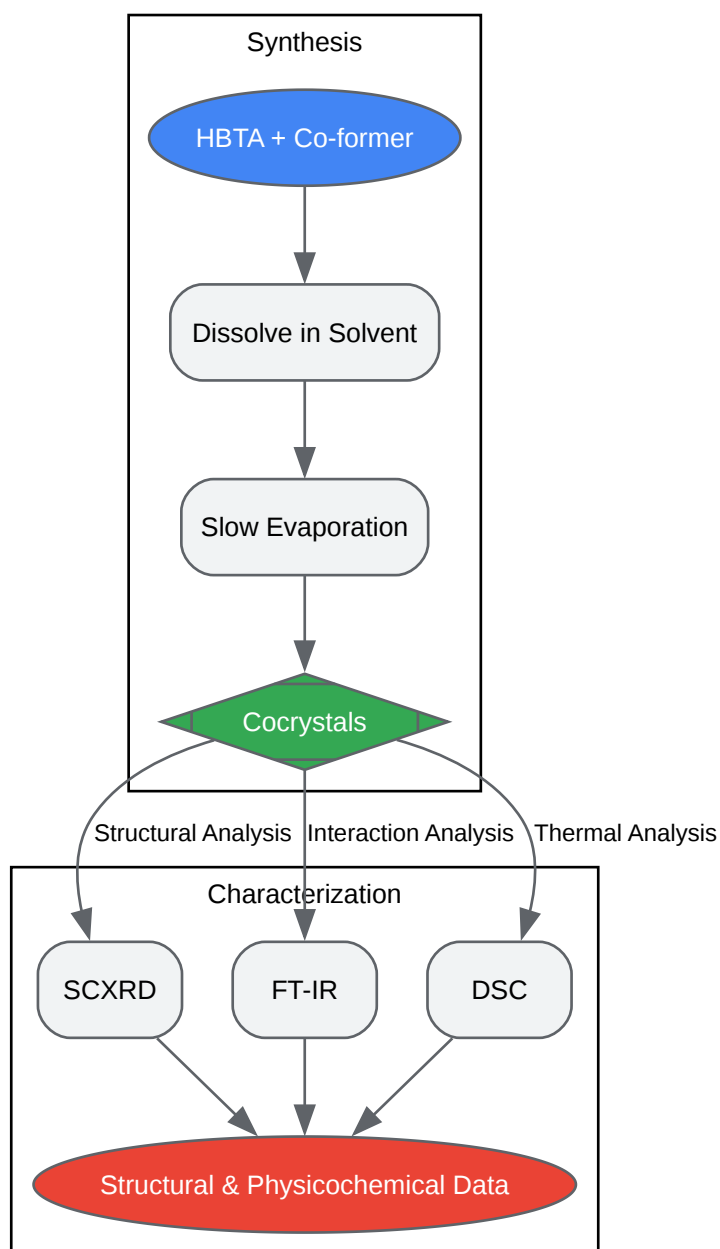 Synthesis
HBTA + Co-former
Dissolve in Solvent
Slow Evaporation
Cocrystals
Structural Analysis
Interaction Analysis
Thermal Analysis
Characterization
SCXRD
FT-IR
DSC
Structural & Physicochemical Data